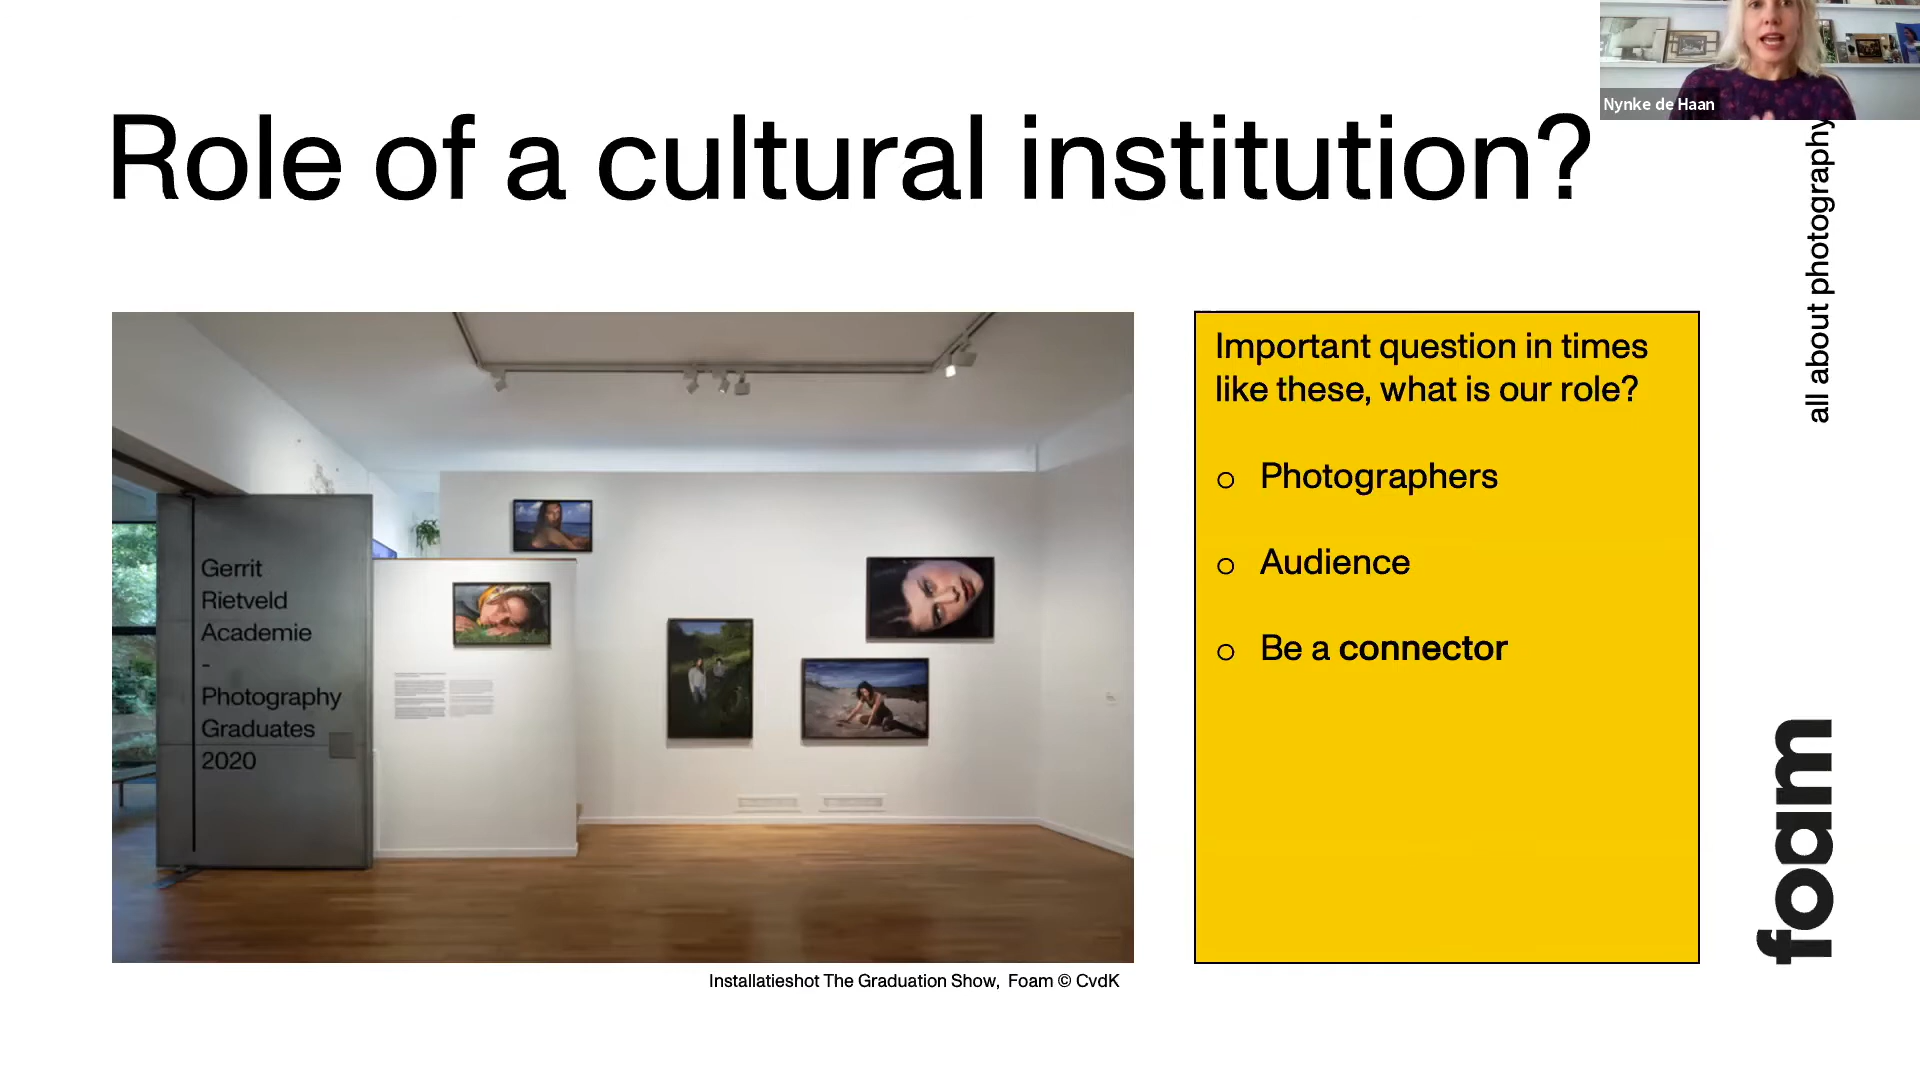 Nynke de Haan
Role of a cultural institution?
all about photography
Gerrit
Rietveld
Academie
-
Photography
Graduates
2020
Important question in times
like these, what is our role?
○ Photographers
○ Audience
○ Be a connector
foam
Installatieshot The Graduation Show, Foam © CvdK